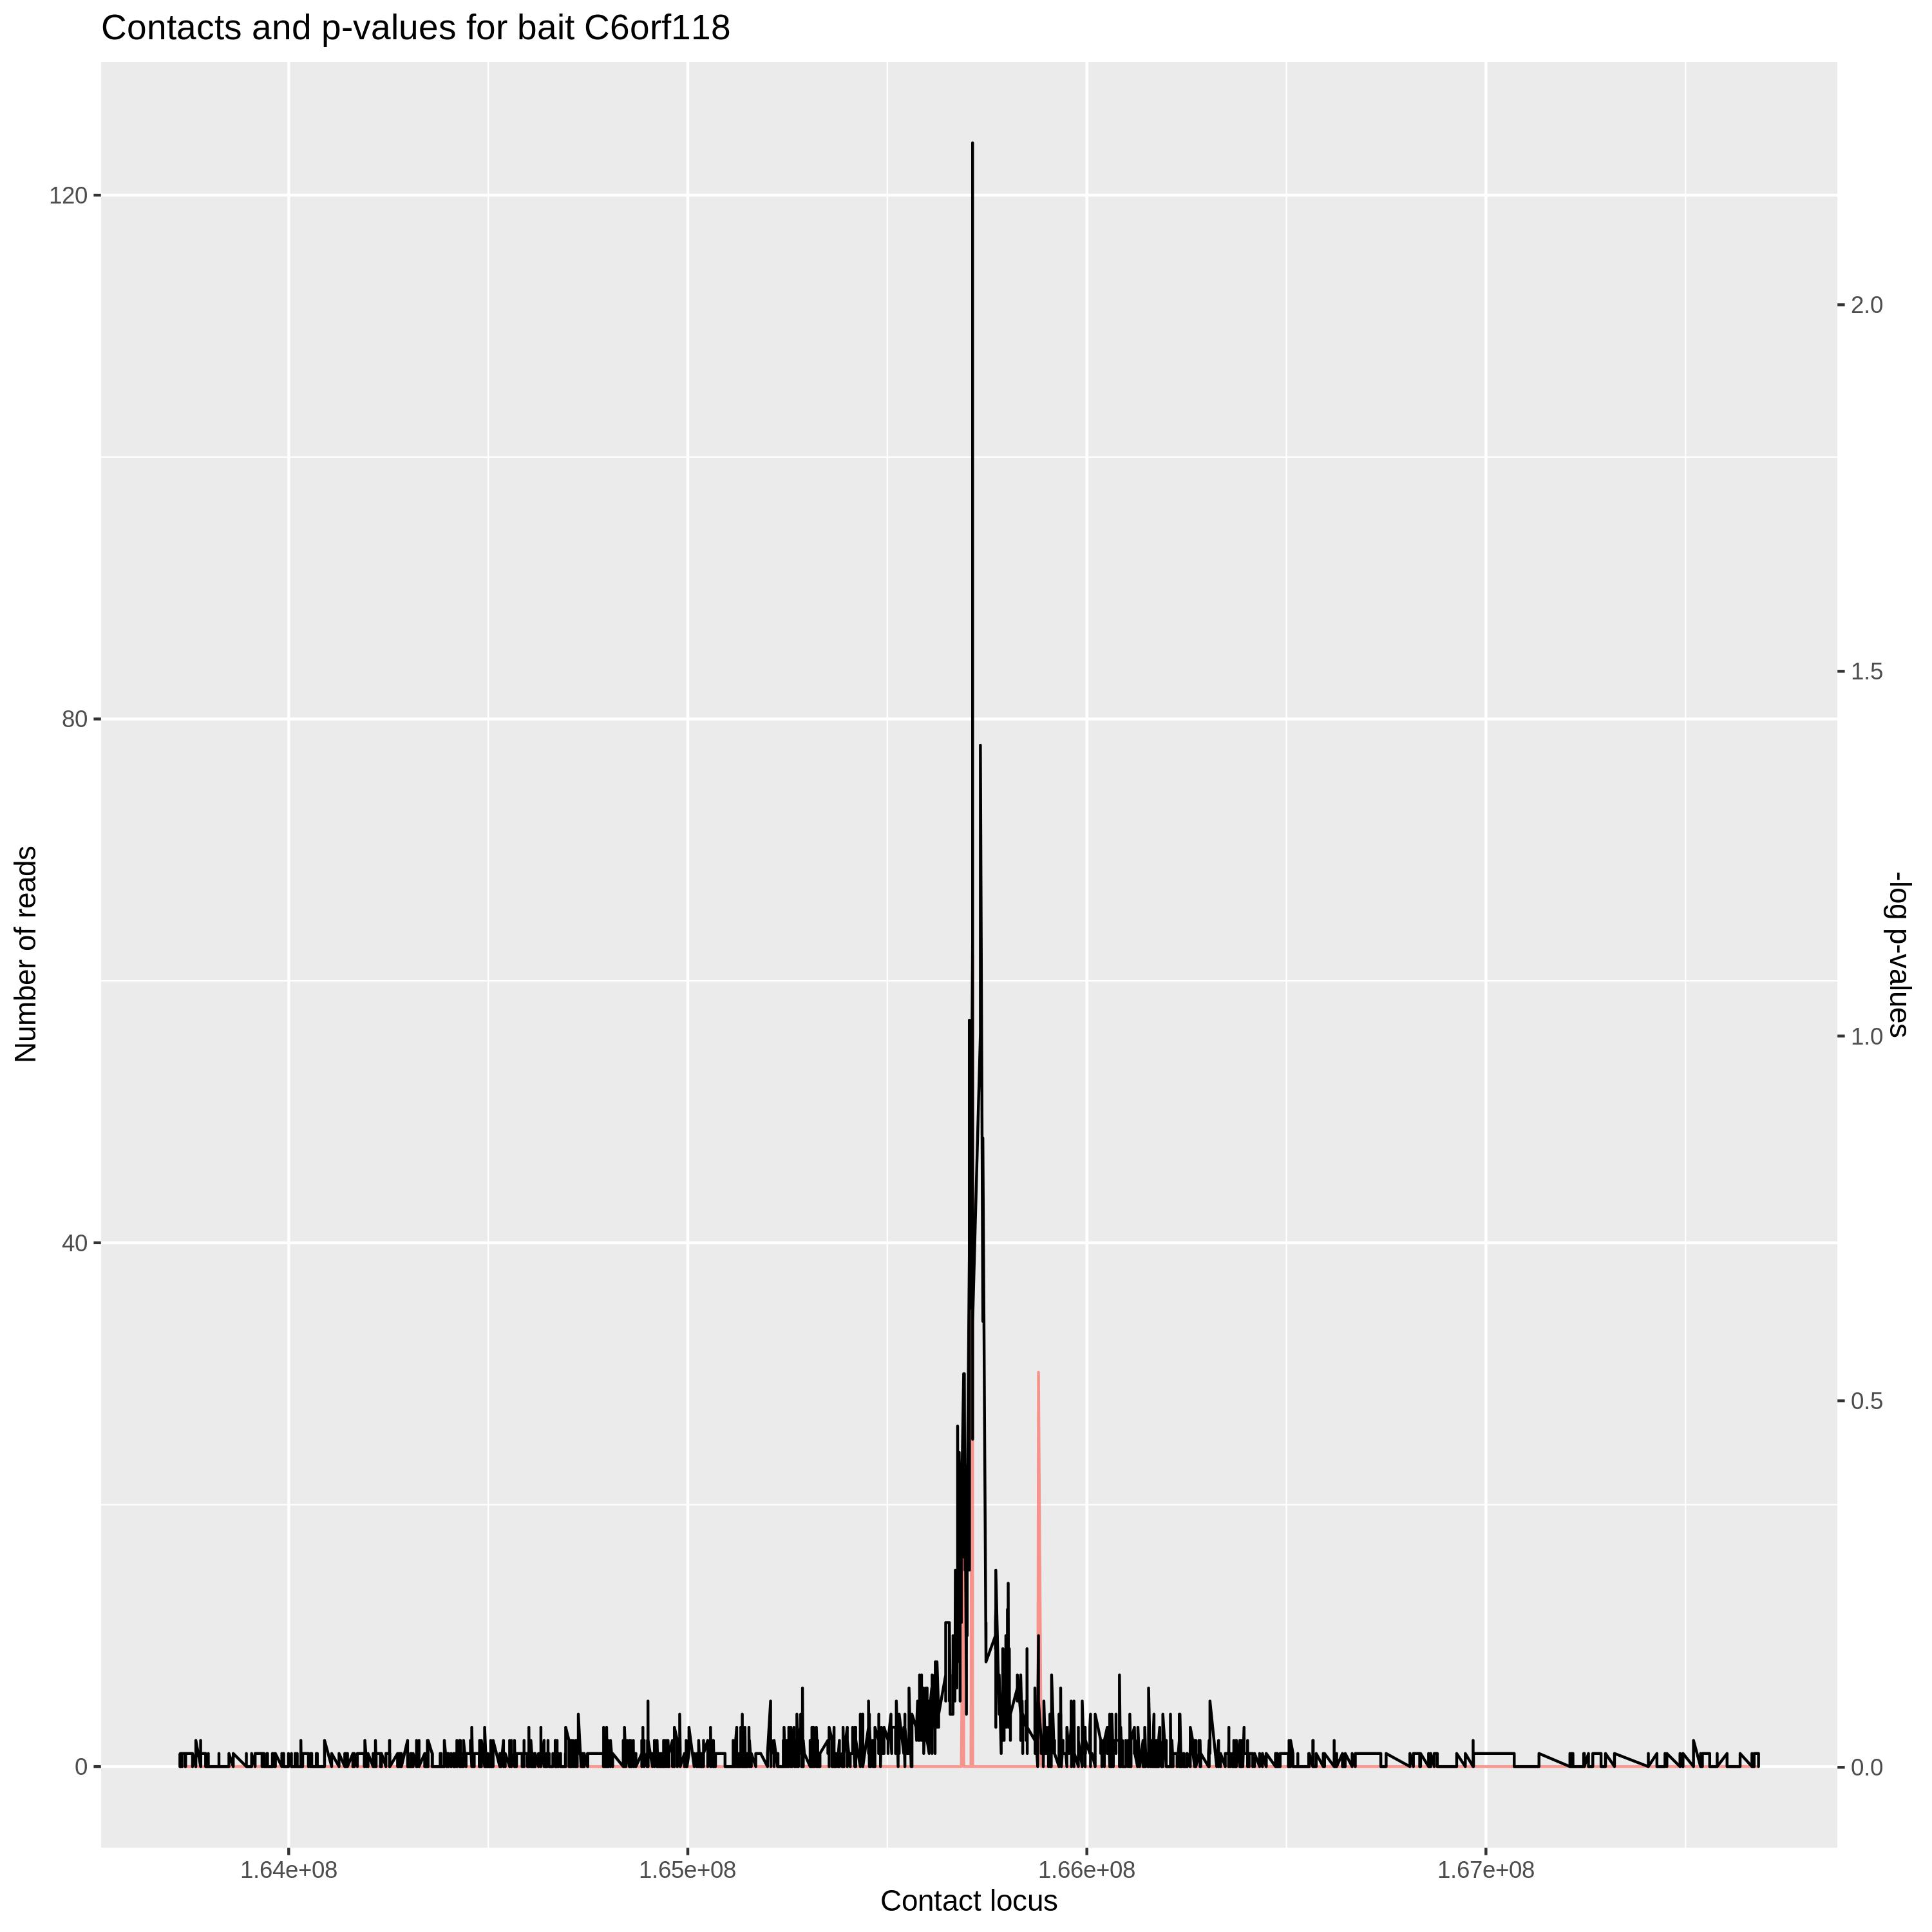 Contacts and p-values for bait C6orf118
120
80
40
0
Number of reads
2.0
1.5
1.0
0.5
0.0
-log p-values
1.64e+08
1.65e+08
1.66e+08
1.67e+08
Contact locus